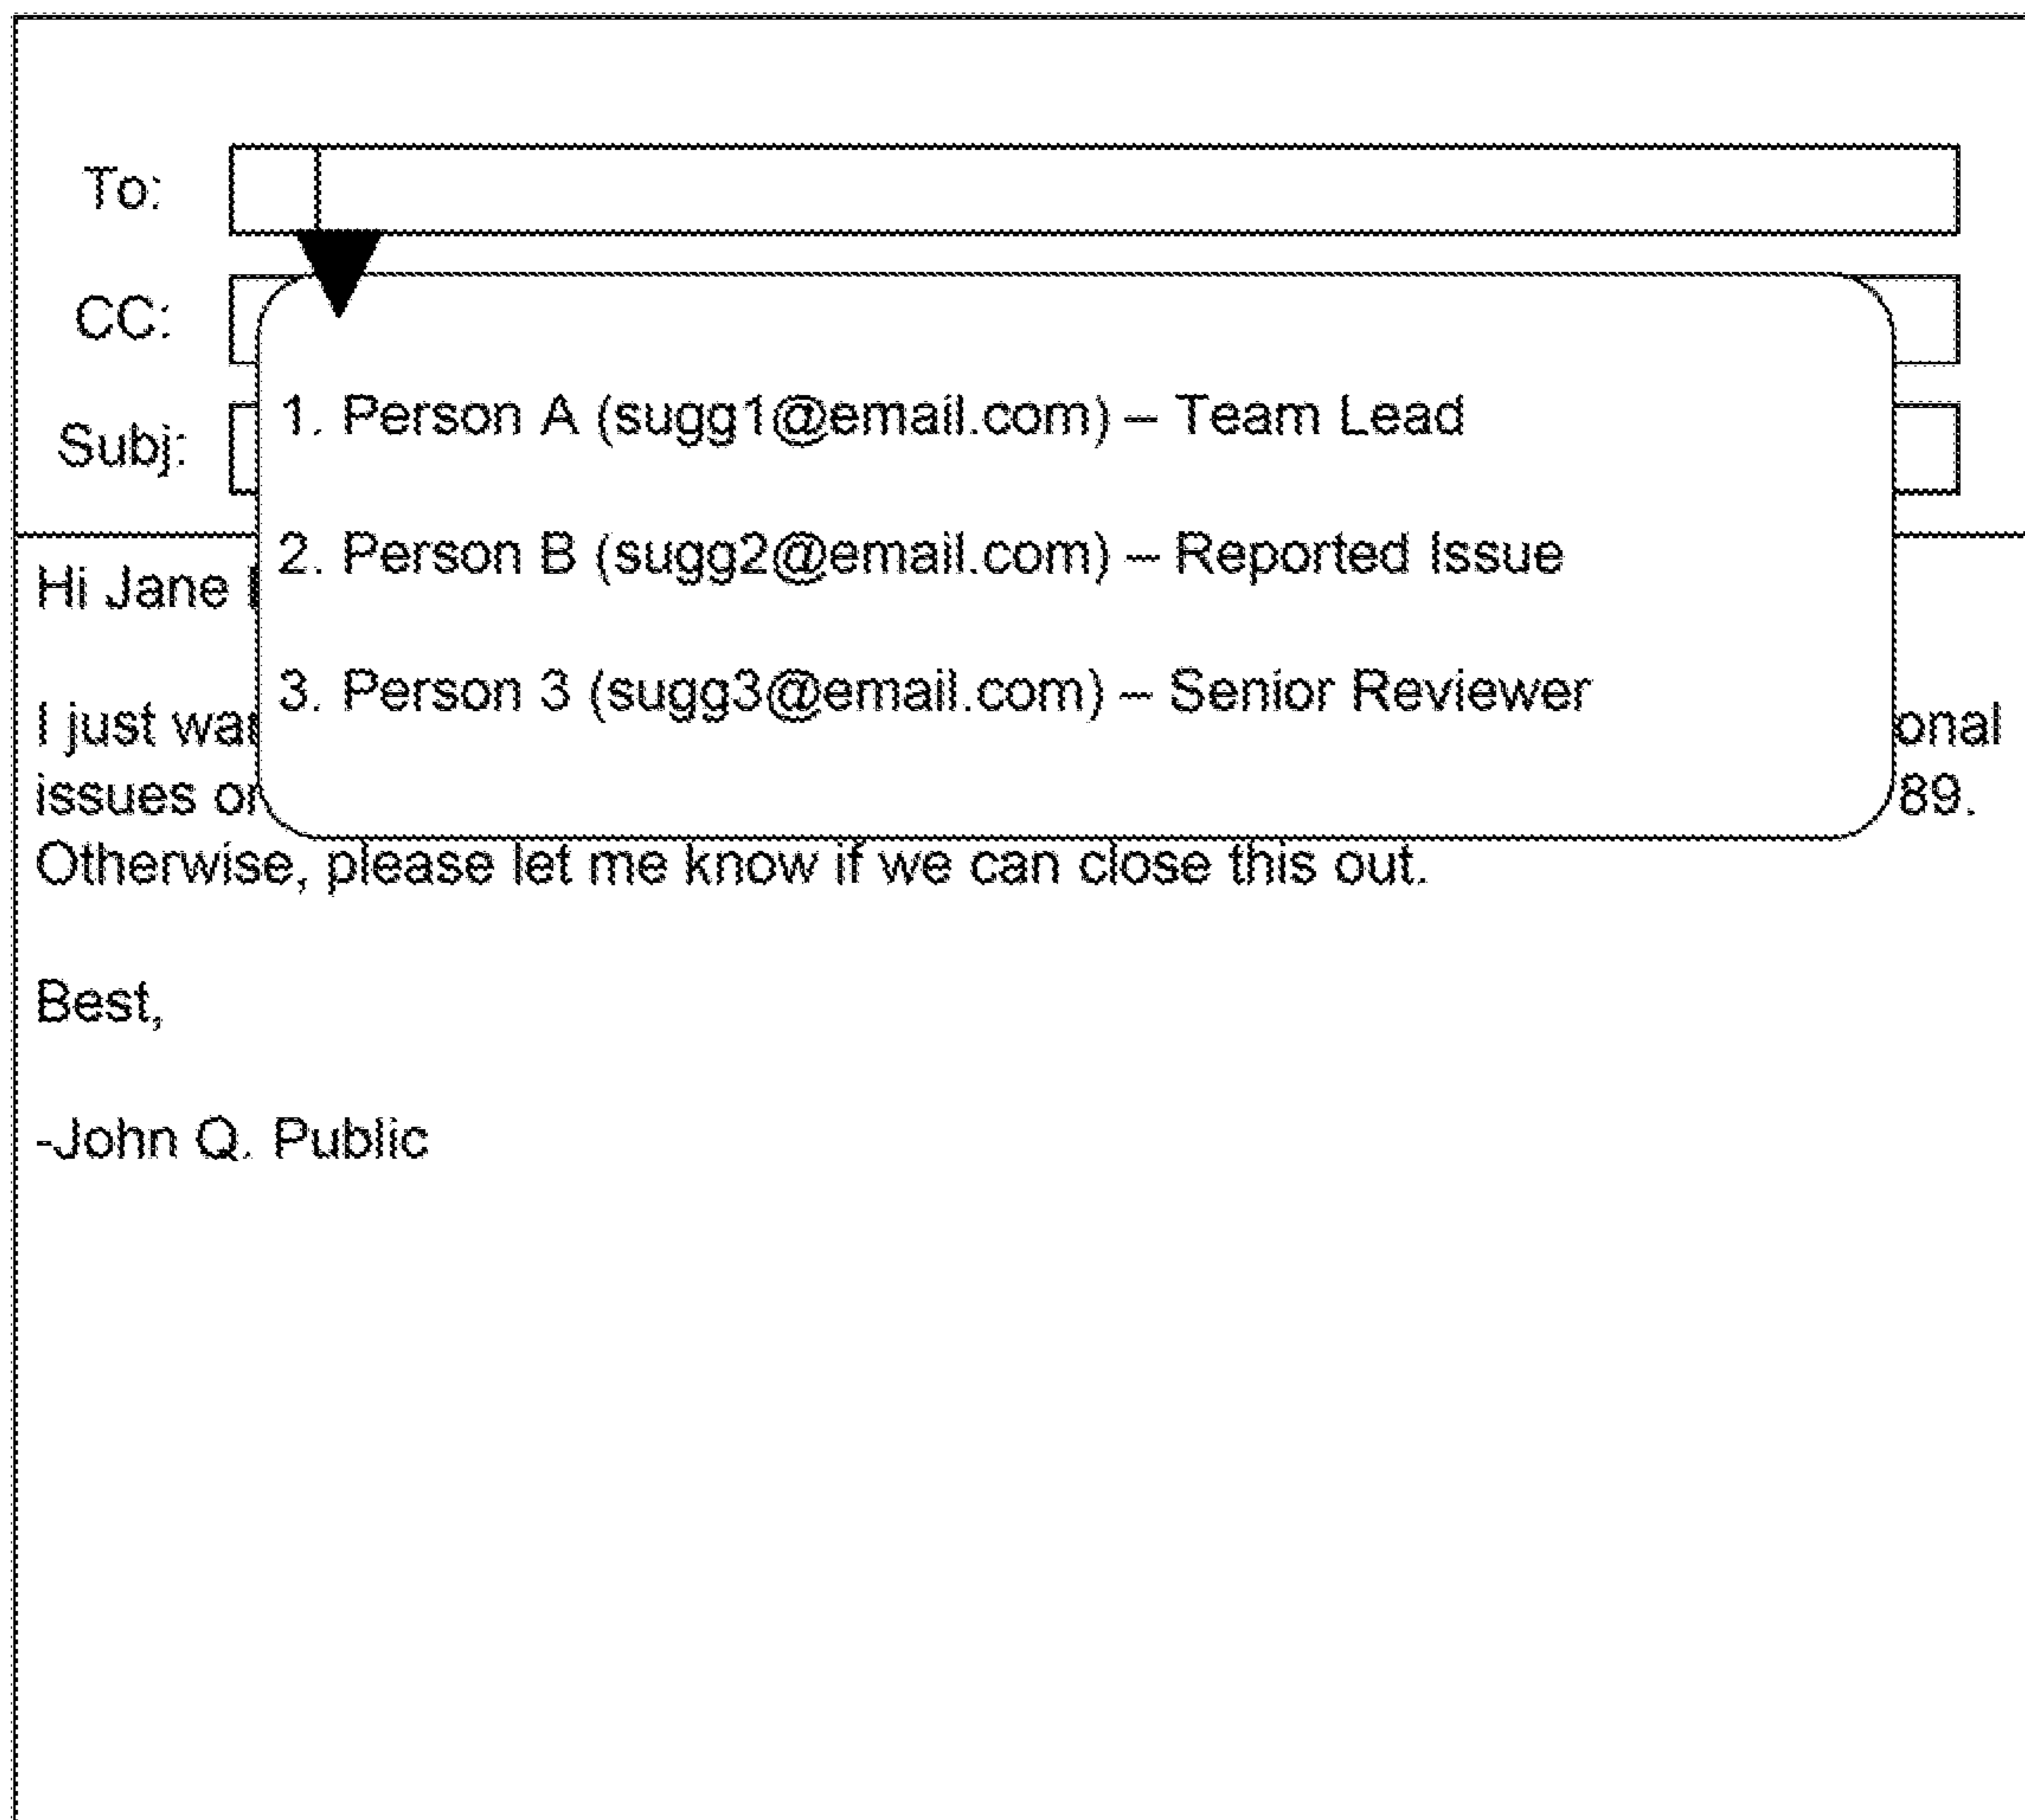 To:
CC:
Subj:
1. Person A (sugg1@email.com) – Team Lead
2. Person B (sugg2@email.com) – Reported Issue
3. Person 3 (sugg3@email.com) – Senior Reviewer
Hi Jane
I just
issues
89.
Otherwise, please let me know if we can close this out.
Best,
-John Q. Public